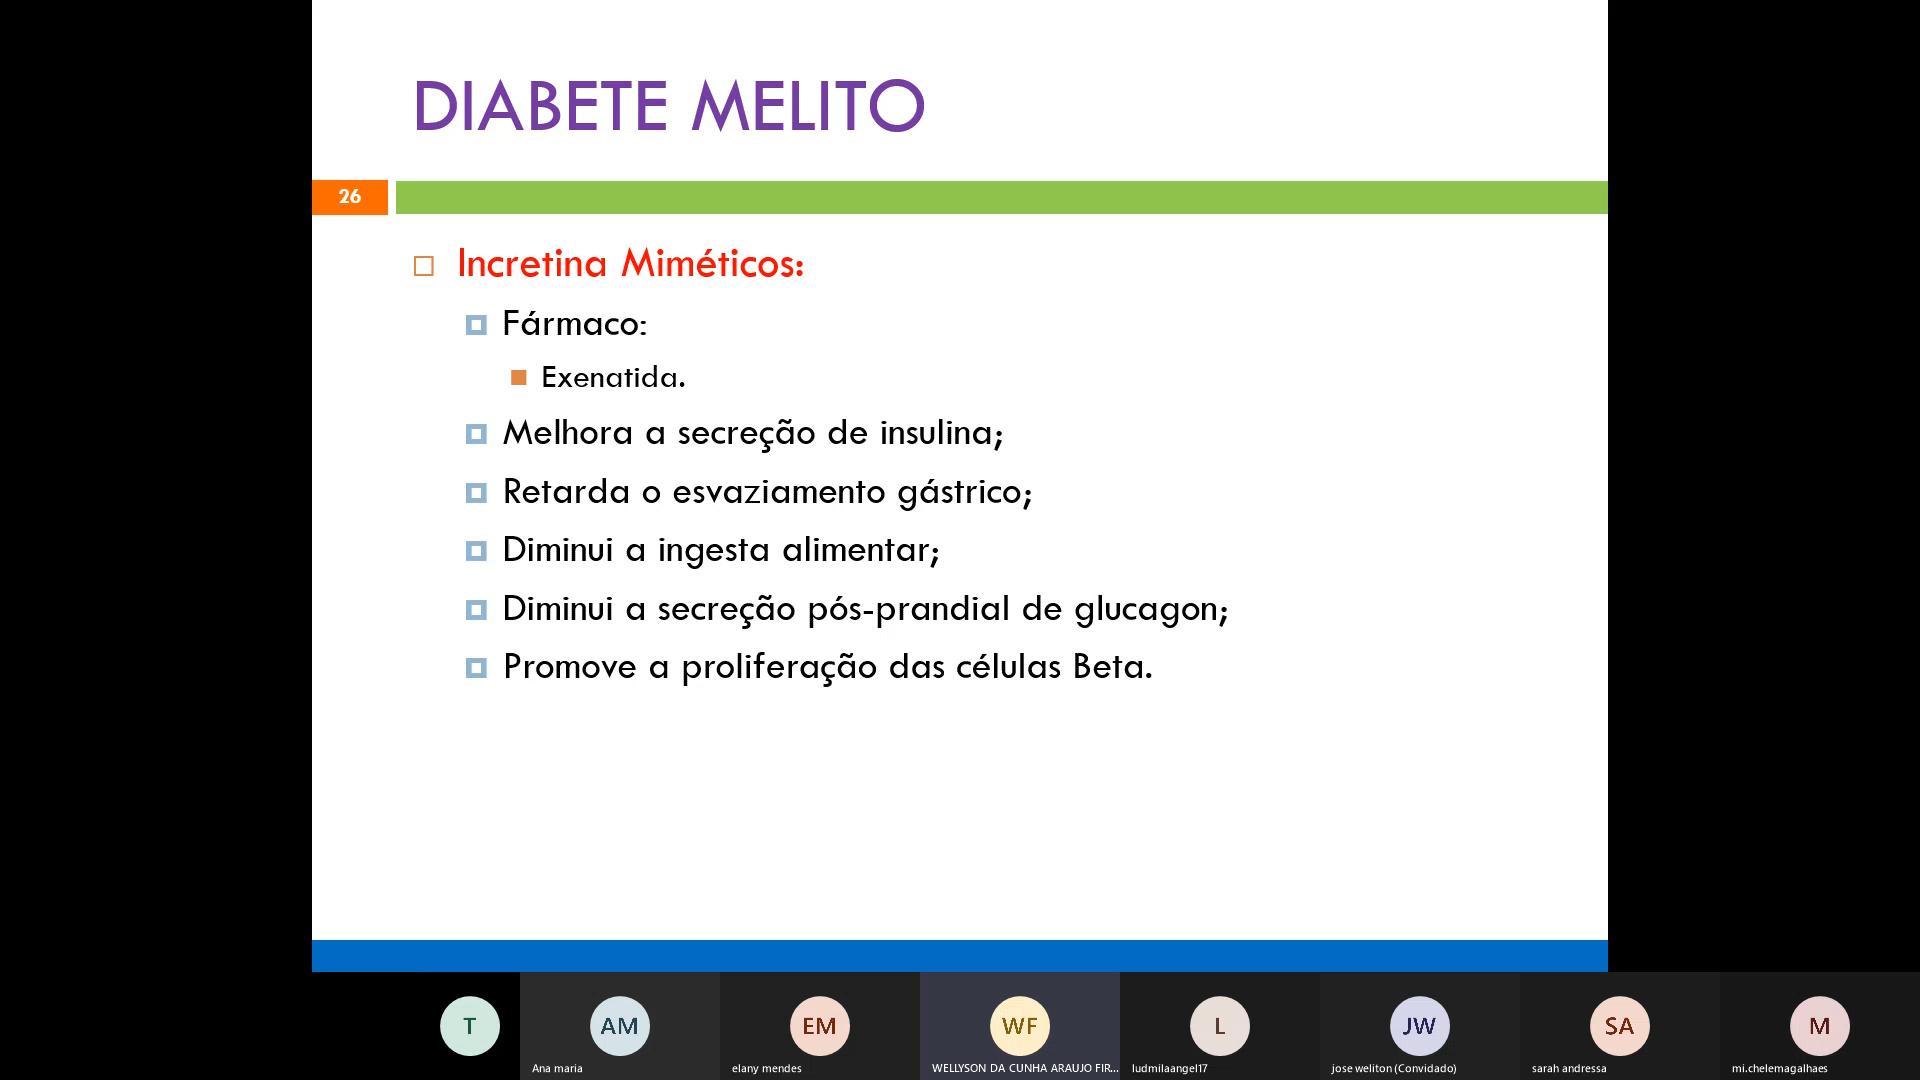 DIABETE MELITO
26
Incretina Miméticos:
Fármaco:
Exenatida.
Melhora a secreção de insulina;
Retarda o esvaziamento gástrico;
Diminui a ingesta alimentar;
Diminui a secreção pós-prandial de glucagon;
Promove a proliferação das células Beta.
T
AM
EM
WF
L
JW
SA
M
Ana maria
elany mendes
WELLYSON DA CUNHA ARAUJO FIR...
ludmilaangel17
jose weliton (Convidado)
sarah andressa
mi.chelemagalhaes